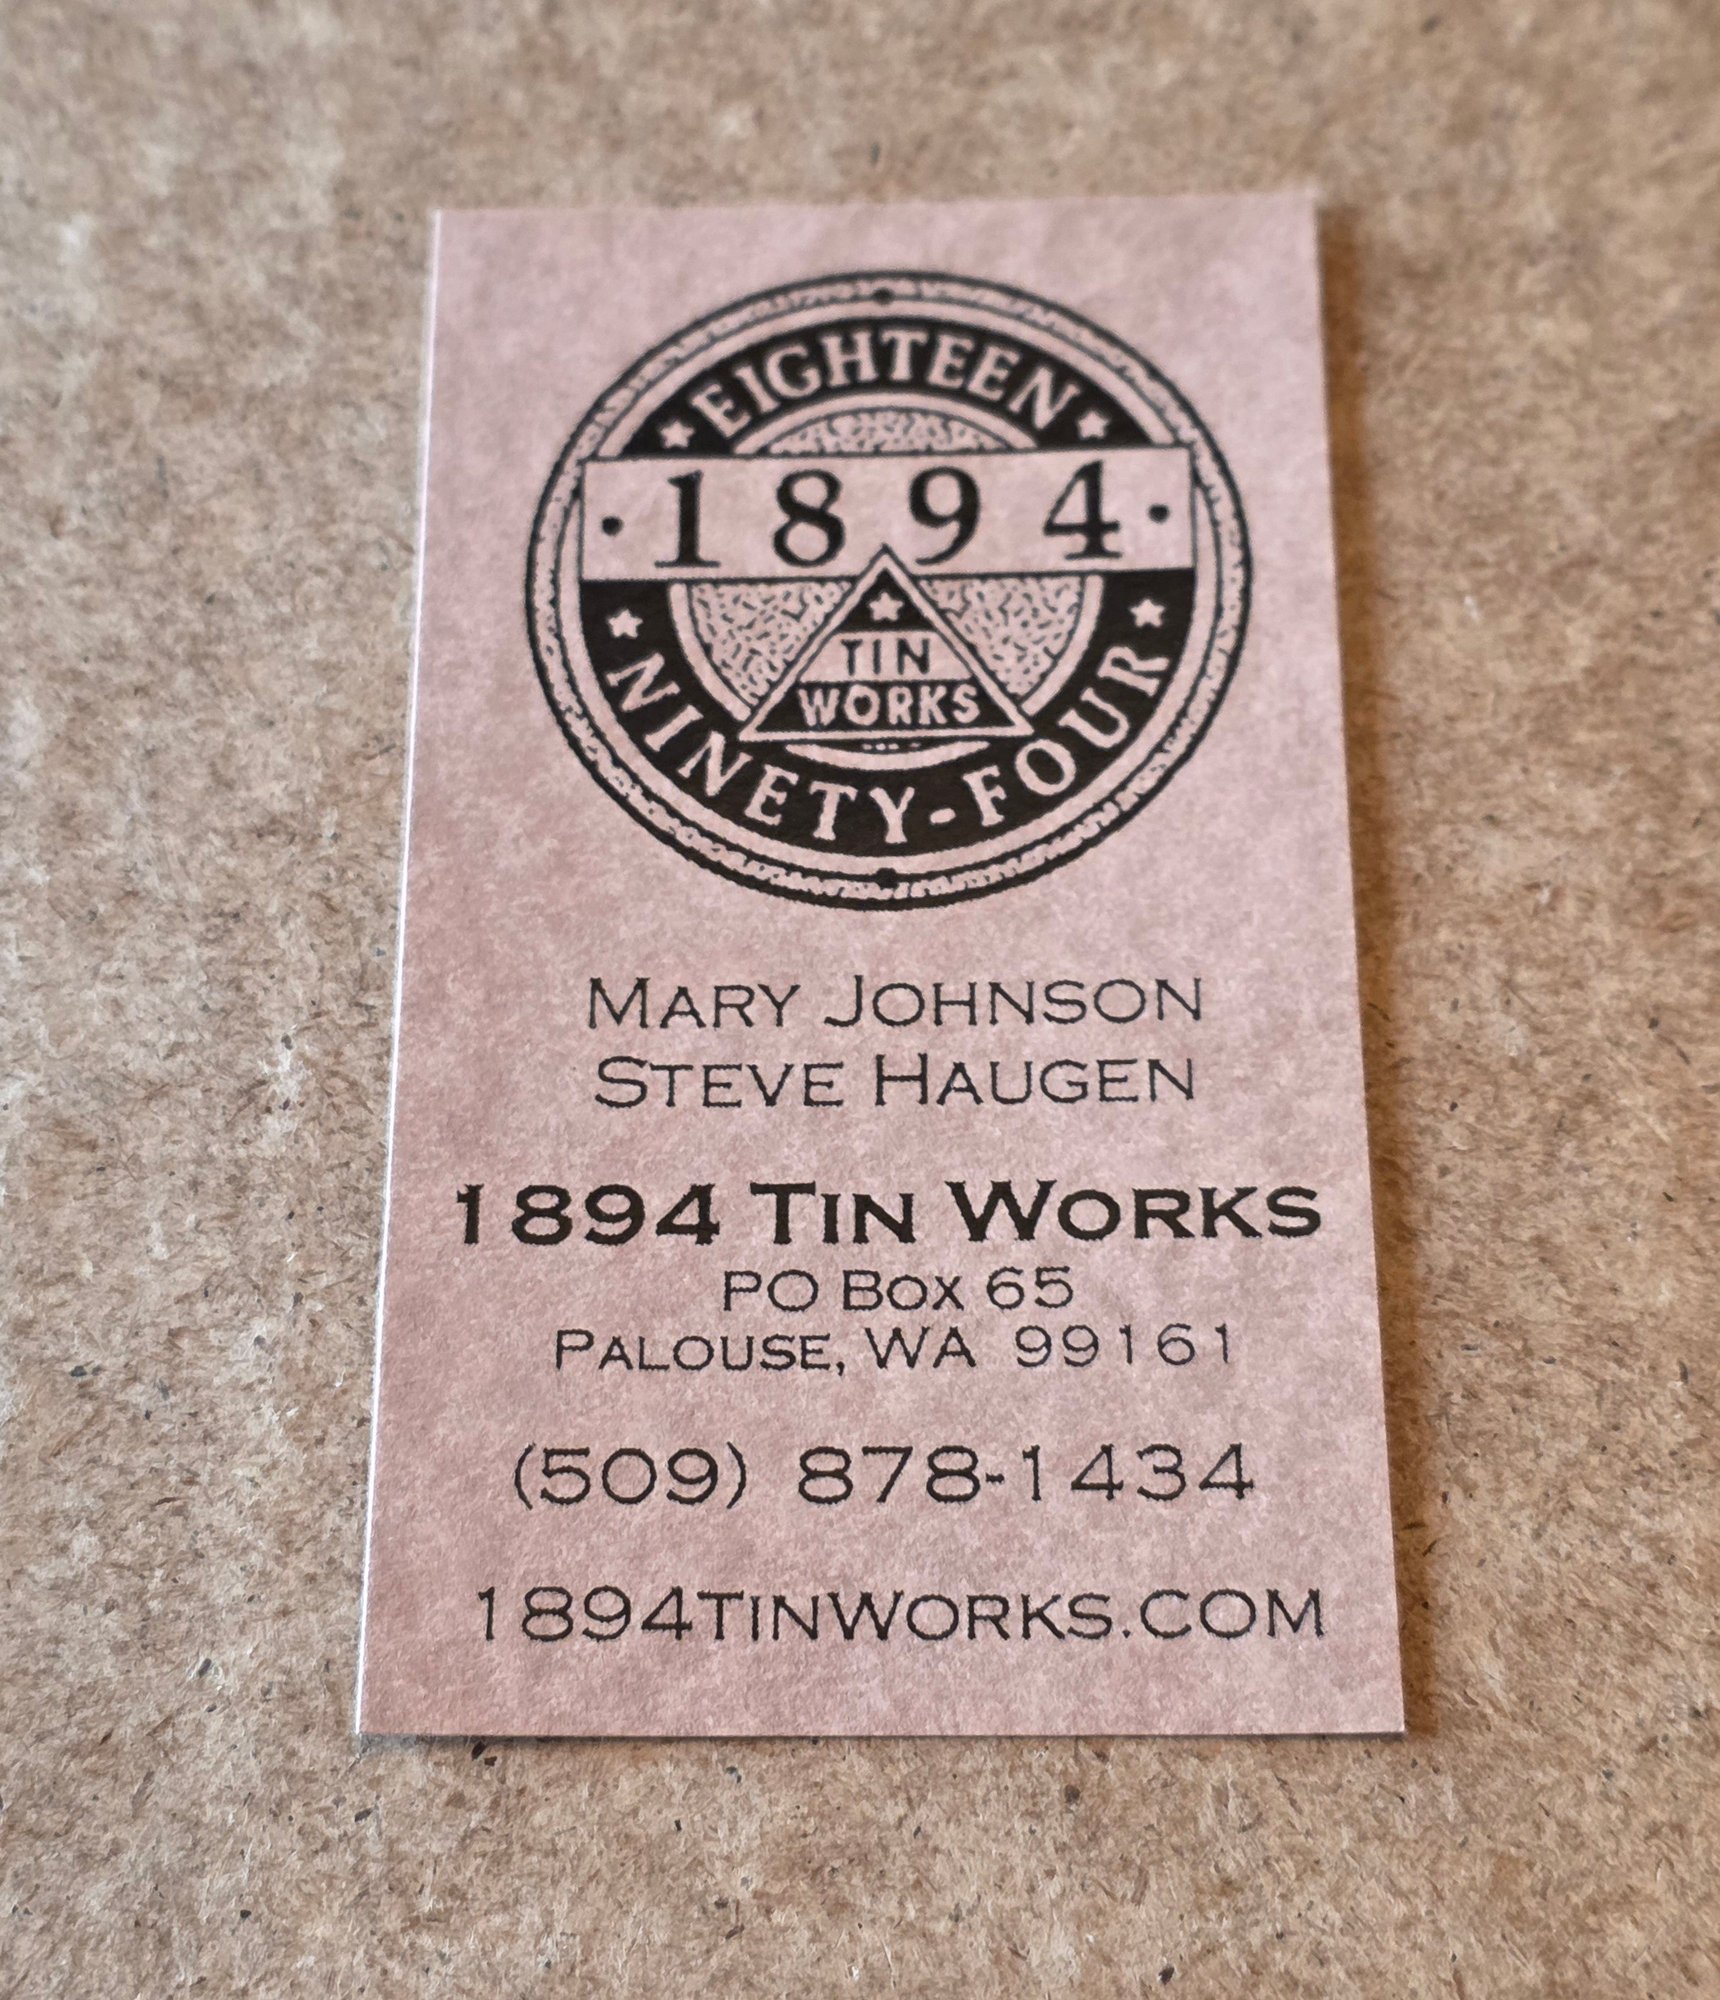 EIGHTEEN
1894
TIN
WORKS
NINETY-FOUR
MARY JOHNSON
STEVE HAUGEN
1894 TIN WORKS
PO BOX 65
PALOUSE, WA 99161
(509) 878-1434
1894TINWORKS.COM